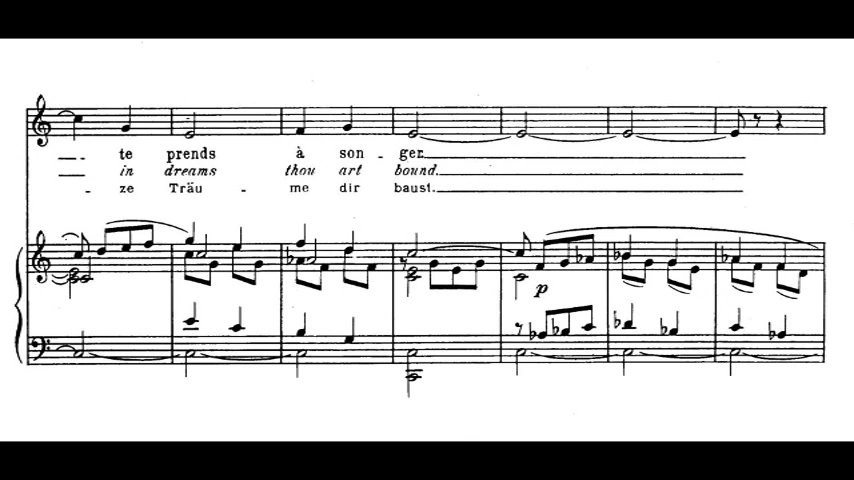 te prends à son - ger.
in dreams thou art bound.
- ze Träu - me dir baust.
p